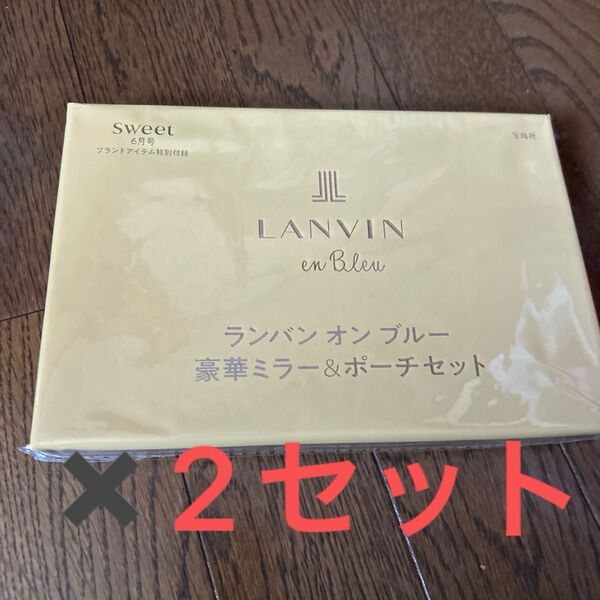 sweet
6月号
ブランドアイテム特別付録
宝島社
LANVIN
en Bleu
ランバン オン ブルー
豪華ミラー&ポーチセット
✖2セット